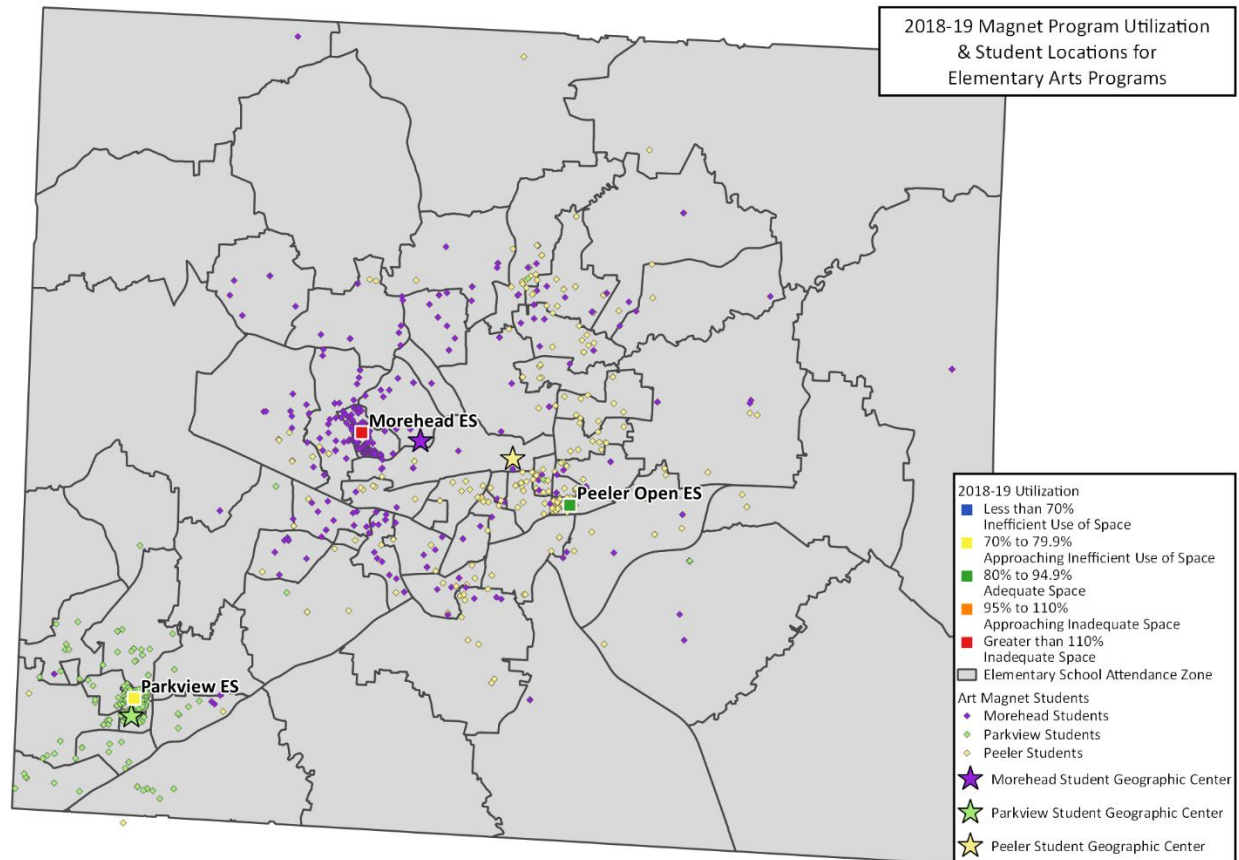 2018-19 Magnet Program Utilization
& Student Locations for
Elementary Arts Programs
Morehead ES
Peeler Open ES
Parkview ES
2018-19 Utilization
Less than 70%
Inefficient Use of Space
70% to 79.9%
Approaching Inefficient Use of Space
80% to 94.9%
Adequate Space
95% to 110%
Approaching Inadequate Space
Greater than 110%
Inadequate Space
Elementary School Attendance Zone
Art Magnet Students
Morehead Students
Parkview Students
Peeler Students
Morehead Student Geographic Center
Parkview Student Geographic Center
Peeler Student Geographic Center